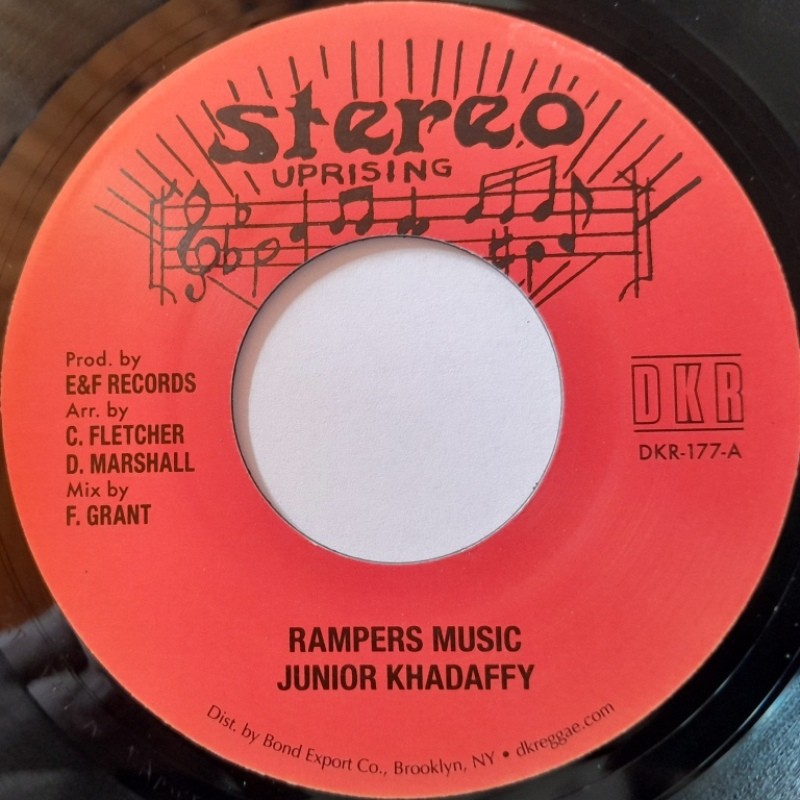 stereo
UPRISING
Prod. by
E&F RECORDS
Arr. by
C. FLETCHER
D. MARSHALL
Mix by
F. GRANT
DKR
DKR-177-A
RAMPERS MUSIC
JUNIOR KHADAFFY
Dist. by Bond Export Co., Brooklyn, NY • dkreggae.com